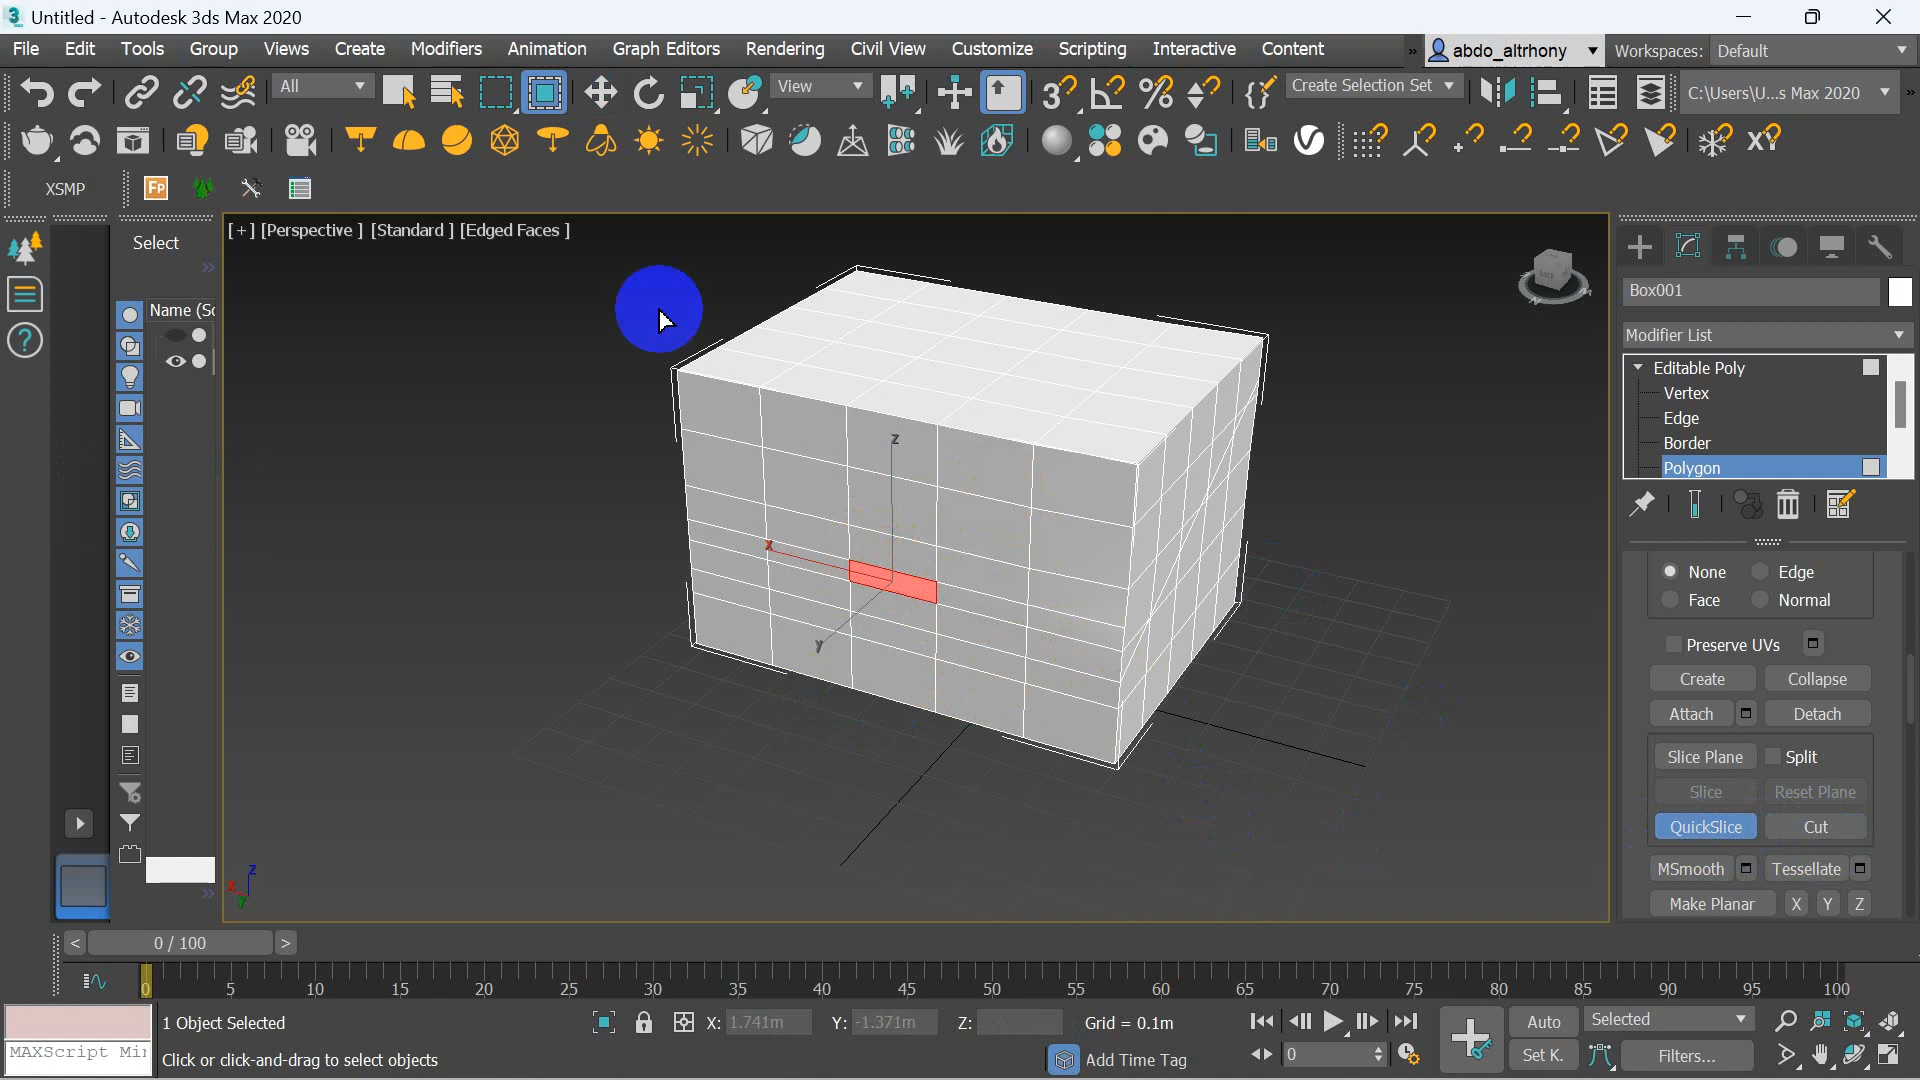 Untitled - Autodesk 3ds Max 2020
File Edit Tools Group Views Create Modifiers Animation Graph Editors Rendering Civil View Customize Scripting Interactive Content
abdo_altrhony
Workspaces: Default
All
View
Create Selection Set
C:\Users\U...s Max 2020
XSMP
Select
Name (Sc
[+] [Perspective ] [Standard ] [Edged Faces ]
z
x
y
Box001
Modifier List
Editable Poly
Vertex
Edge
Border
Polygon
None Edge
Face Normal
Preserve UVs
Create Collapse
Attach Detach
Slice Plane Split
Slice Reset Plane
QuickSlice Cut
MSmooth Tessellate
Make Planar X Y Z
< 0 / 100 >
0 5 10 15 20 25 30 35 40 45 50 55 60 65 70 75 80 85 90 95 100
1 Object Selected
X: 1.741m Y: -1.371m Z:
Grid = 0.1m
Auto
Selected
MAXScript Mi
Click or click-and-drag to select objects
Add Time Tag
0
Set K.
Filters...